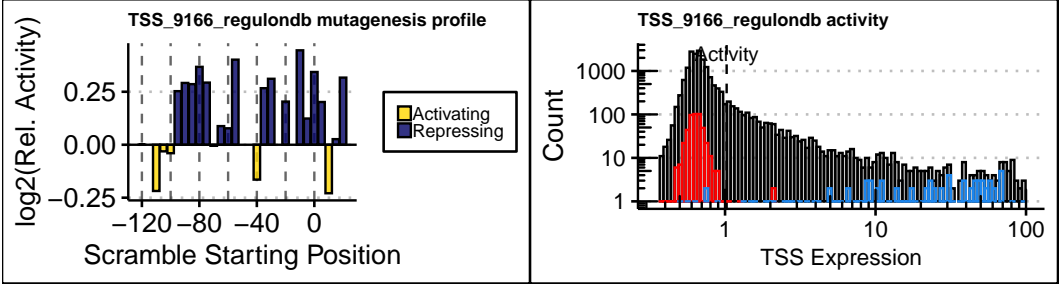 TSS_9166_regulondb mutagenesis profile
log2(Rel. Activity)
0.25
0.00
−0.25
−120
−80
−40
0
Scramble Starting Position
Activating
Repressing
TSS_9166_regulondb activity
Activity
Count
1000
100
10
1
1
10
100
TSS Expression